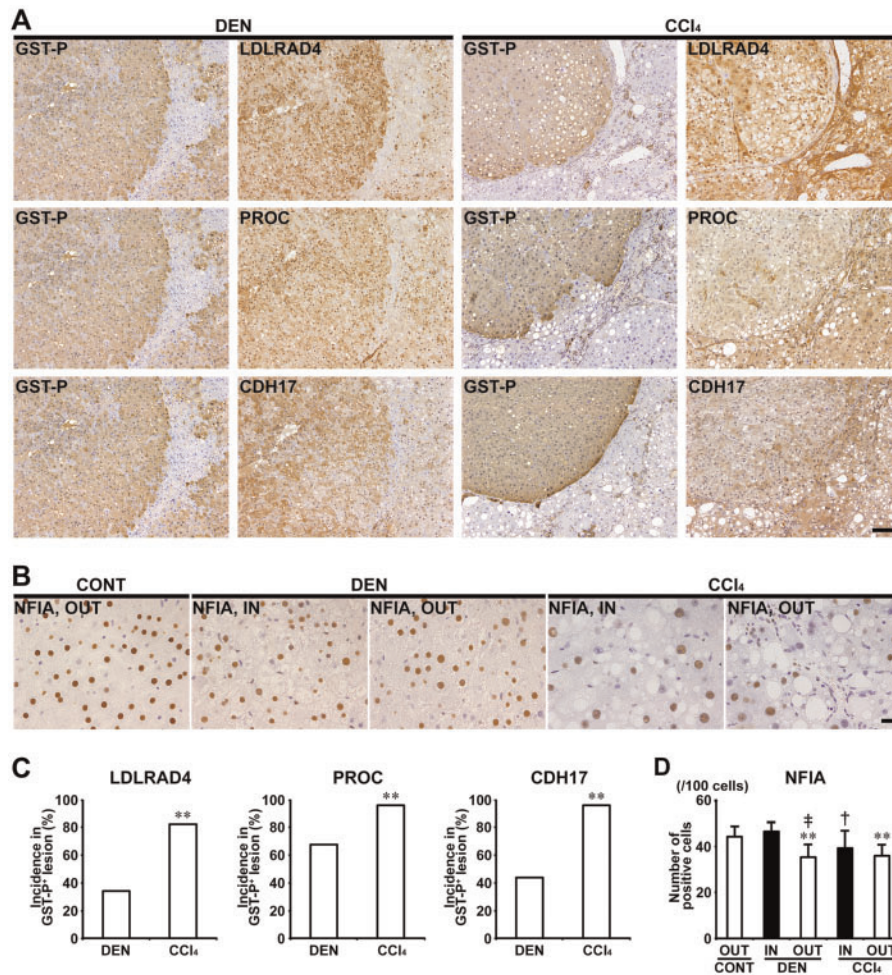 A
DEN
CCl₄
GST-P
LDLRAD4
GST-P
LDLRAD4
GST-P
PROC
GST-P
PROC
GST-P
CDH17
GST-P
CDH17
B
CONT
DEN
CCl₄
NFIA, OUT
NFIA, IN
NFIA, OUT
NFIA, IN
NFIA, OUT
C
LDLRAD4
Incidence in
GST-P⁺ lesion (%)
100
80
60
40
20
**
DEN
CCl₄
PROC
Incidence in
GST-P⁺ lesion (%)
100
80
60
40
20
**
DEN
CCl₄
CDH17
Incidence in
GST-P⁺ lesion (%)
100
80
60
40
20
**
DEN
CCl₄
D
NFIA
(/100 cells)
Number of
positive cells
60
40
20
‡
**
†
**
OUT IN OUT IN OUT
CONT DEN CCl₄